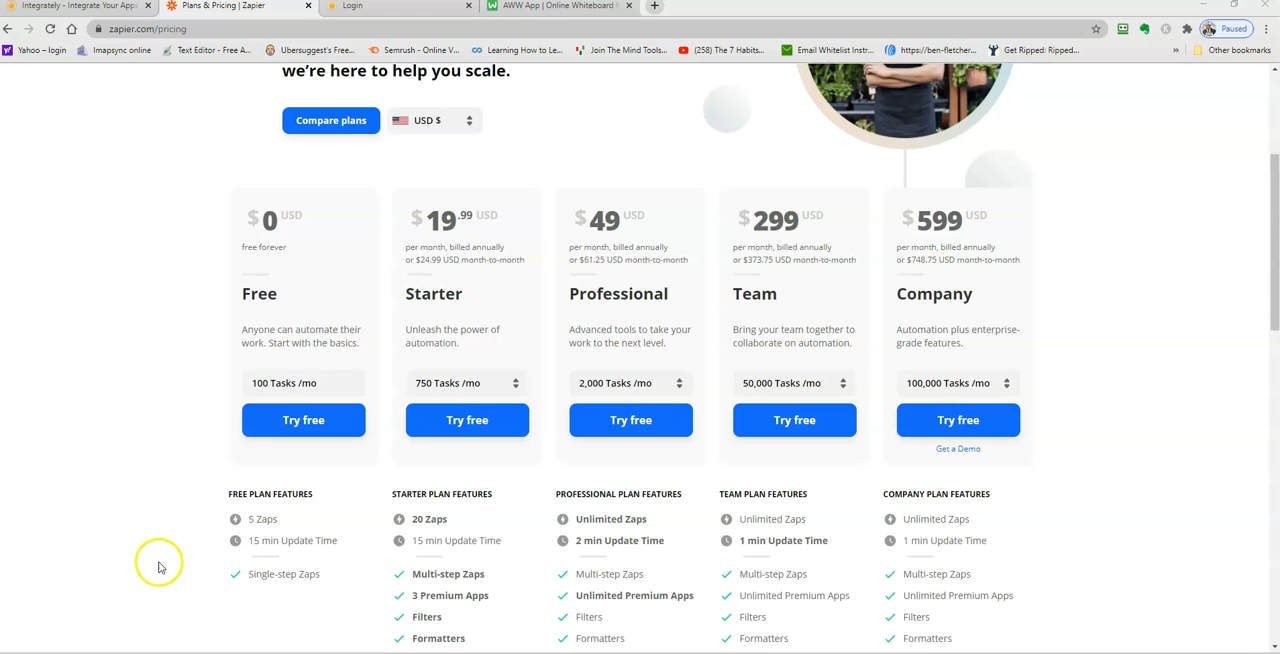 Integrately - Integrate Your Apps
Plans & Pricing | Zapier
Login
AWW App | Online Whiteboard
zapier.com/pricing
Paused
Yahoo – login
Imapsync online
Text Editor - Free A...
Ubersuggest's Free...
Semrush - Online V...
Learning How to Le...
Join The Mind Tools...
(258) The 7 Habits...
Email Whitelist Instr...
https://ben-fletcher...
Get Ripped: Ripped...
»
Other bookmarks
we're here to help you scale.
Compare plans
USD $
$0 USD
free forever
Free
Anyone can automate their
work. Start with the basics.
100 Tasks /mo
Try free
$19.99 USD
per month, billed annually
or $24.99 USD month-to-month
Starter
Unleash the power of
automation.
750 Tasks /mo
Try free
$49 USD
per month, billed annually
or $61.25 USD month-to-month
Professional
Advanced tools to take your
work to the next level.
2,000 Tasks /mo
Try free
$299 USD
per month, billed annually
or $373.75 USD month-to-month
Team
Bring your team together to
collaborate on automation.
50,000 Tasks /mo
Try free
$599 USD
per month, billed annually
or $748.75 USD month-to-month
Company
Automation plus enterprise-
grade features.
100,000 Tasks /mo
Try free
Get a Demo
FREE PLAN FEATURES
5 Zaps
15 min Update Time
Single-step Zaps
STARTER PLAN FEATURES
20 Zaps
15 min Update Time
Multi-step Zaps
3 Premium Apps
Filters
Formatters
PROFESSIONAL PLAN FEATURES
Unlimited Zaps
2 min Update Time
Multi-step Zaps
Unlimited Premium Apps
Filters
Formatters
TEAM PLAN FEATURES
Unlimited Zaps
1 min Update Time
Multi-step Zaps
Unlimited Premium Apps
Filters
Formatters
COMPANY PLAN FEATURES
Unlimited Zaps
1 min Update Time
Multi-step Zaps
Unlimited Premium Apps
Filters
Formatters